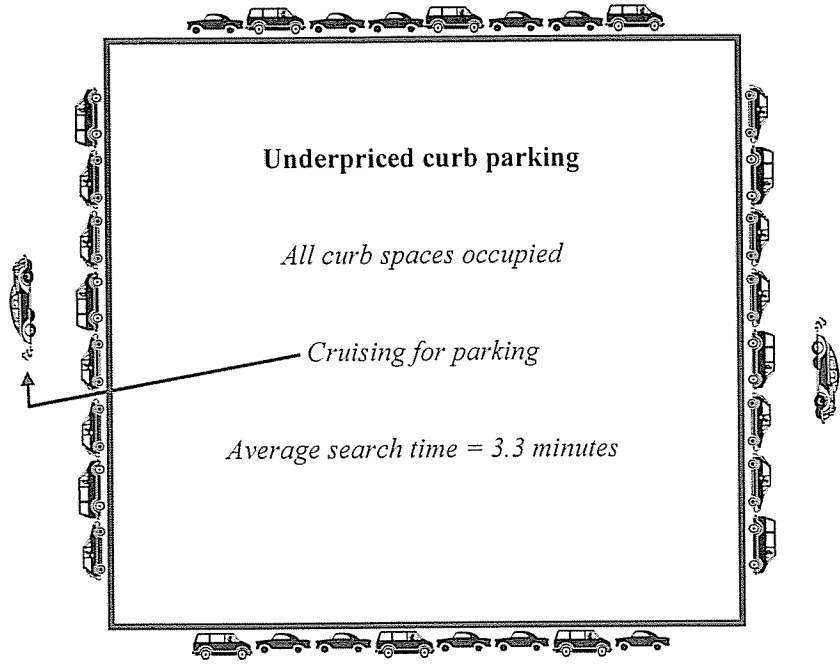 Underpriced curb parking
All curb spaces occupied
Cruising for parking
Average search time = 3.3 minutes